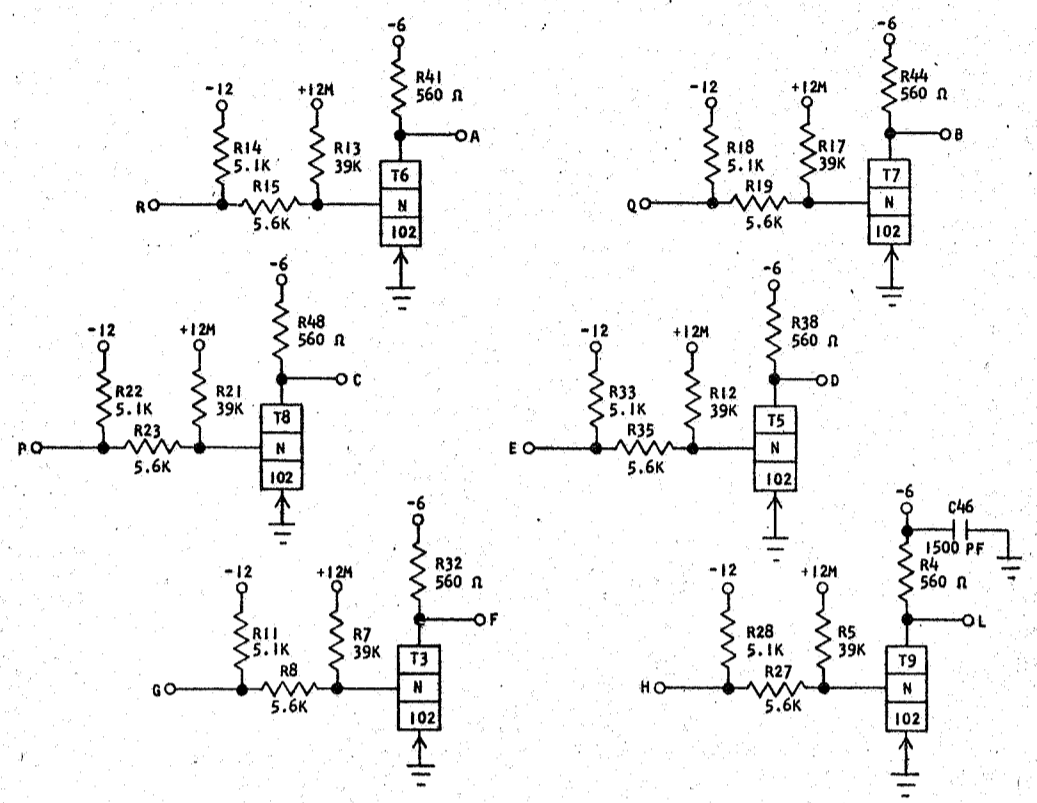 -6
R41
560 Ω
-12
+12M
A
R14
5.1K
R13
39K
R15
T6
R
N
5.6K
102
-6
R44
560 Ω
-12
+12M
B
R18
5.1K
R17
39K
R19
T7
Q
N
5.6K
102
-6
R48
560 Ω
-12
+12M
C
R22
5.1K
R21
39K
R23
T8
P
N
5.6K
102
-6
R38
560 Ω
-12
+12M
D
R33
5.1K
R12
39K
R35
T5
E
N
5.6K
102
-6
R32
560 Ω
-12
+12M
F
R11
5.1K
R7
39K
R8
T3
G
N
5.6K
102
-6
C46
1500 PF
R4
560 Ω
-12
+12M
L
R28
5.1K
R5
39K
R27
T9
H
N
5.6K
102